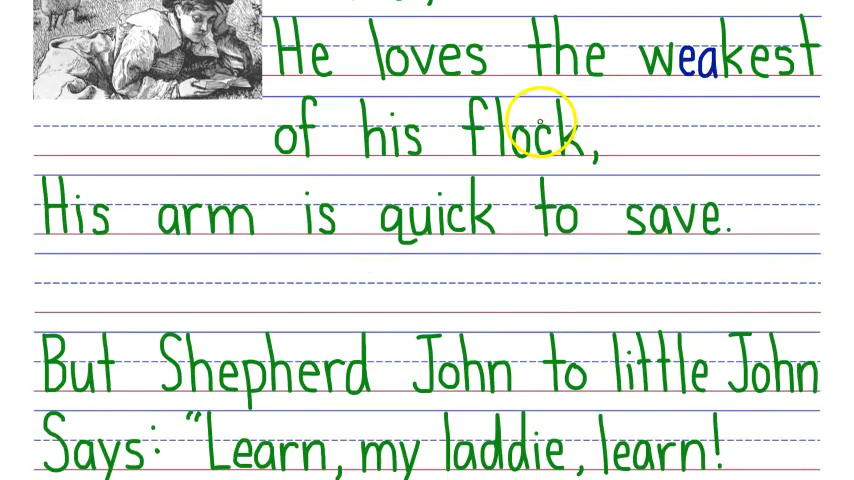 He loves the weakest
of his flock,
His arm is quick to save.
But Shepherd John to little John
Says: "Learn, my laddie, learn!